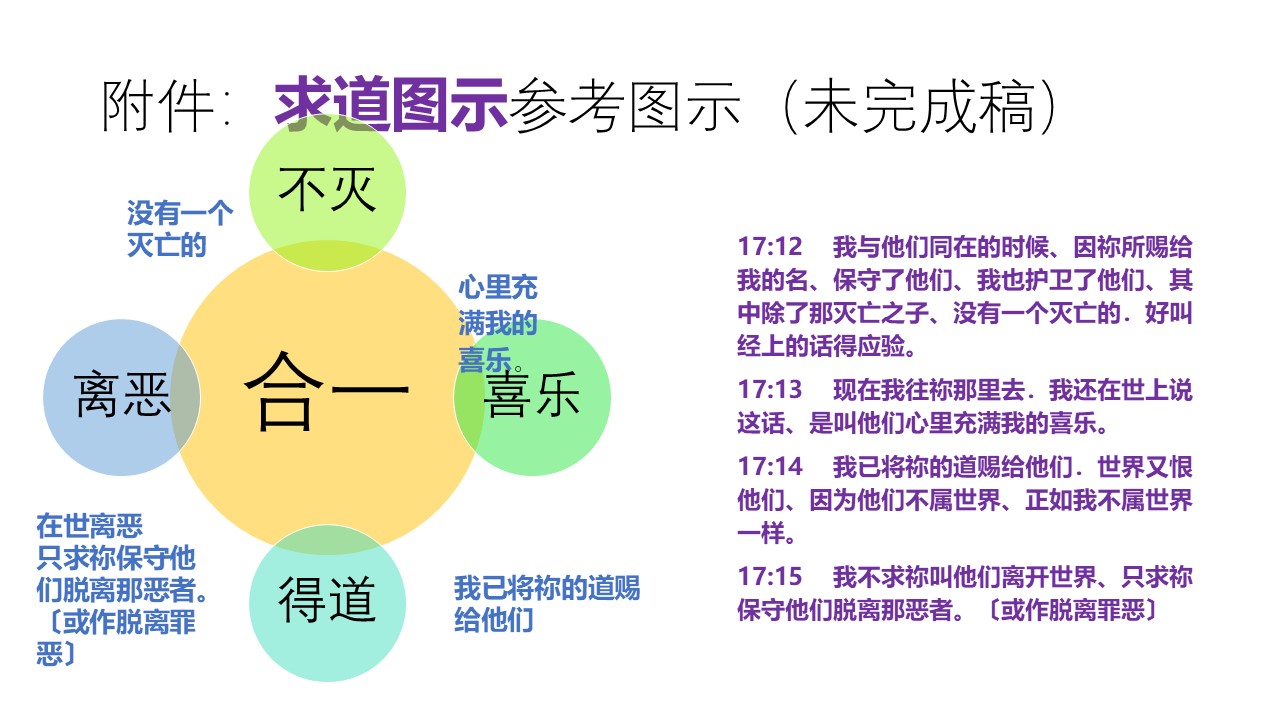 附件：求道图示参考图示（未完成稿）
不灭
没有一个
灭亡的
心里充
满我的
喜乐。
离恶
合一
喜乐
在世离恶
只求祢保守他
们脱离那恶者。
〔或作脱离罪
恶〕
得道
我已将祢的道赐
给他们
17:12 我与他们同在的时候、因祢所赐给
我的名、保守了他们、我也护卫了他们、其
中除了那灭亡之子、没有一个灭亡的．好叫
经上的话得应验。
17:13 现在我往祢那里去．我还在世上说
这话、是叫他们心里充满我的喜乐。
17:14 我已将祢的道赐给他们．世界又恨
他们、因为他们不属世界、正如我不属世界
一样。
17:15 我不求祢叫他们离开世界、只求祢
保守他们脱离那恶者。〔或作脱离罪恶〕